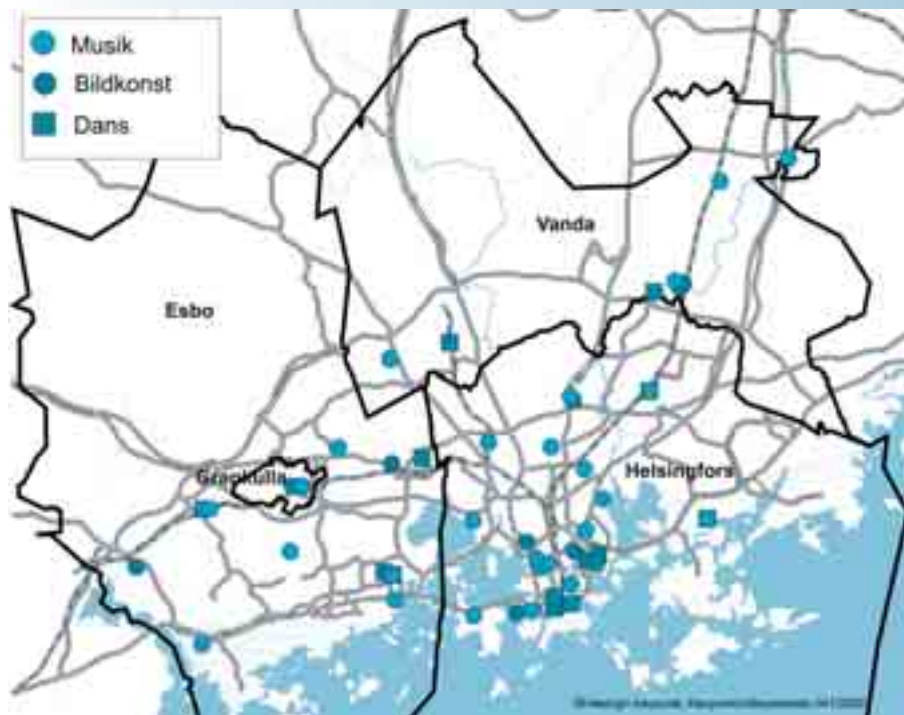 Musik
Bildkonst
Dans
Vanda
Esbo
Grankulla
Helsingfors